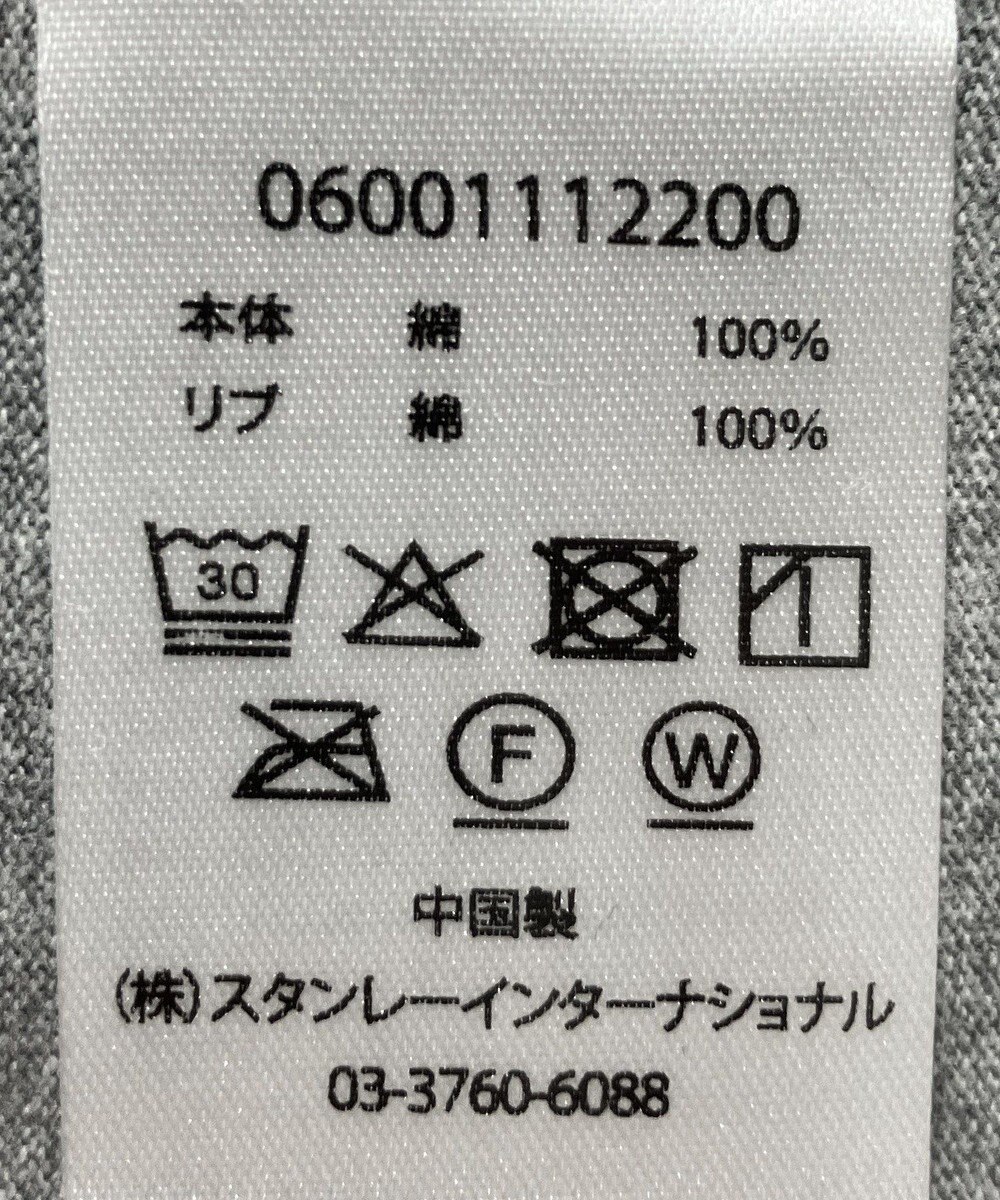 06001112200
本体 綿 100%
リブ 綿 100%
30
F W
中国製
(株)スタンレーインターナショナル
03-3760-6088